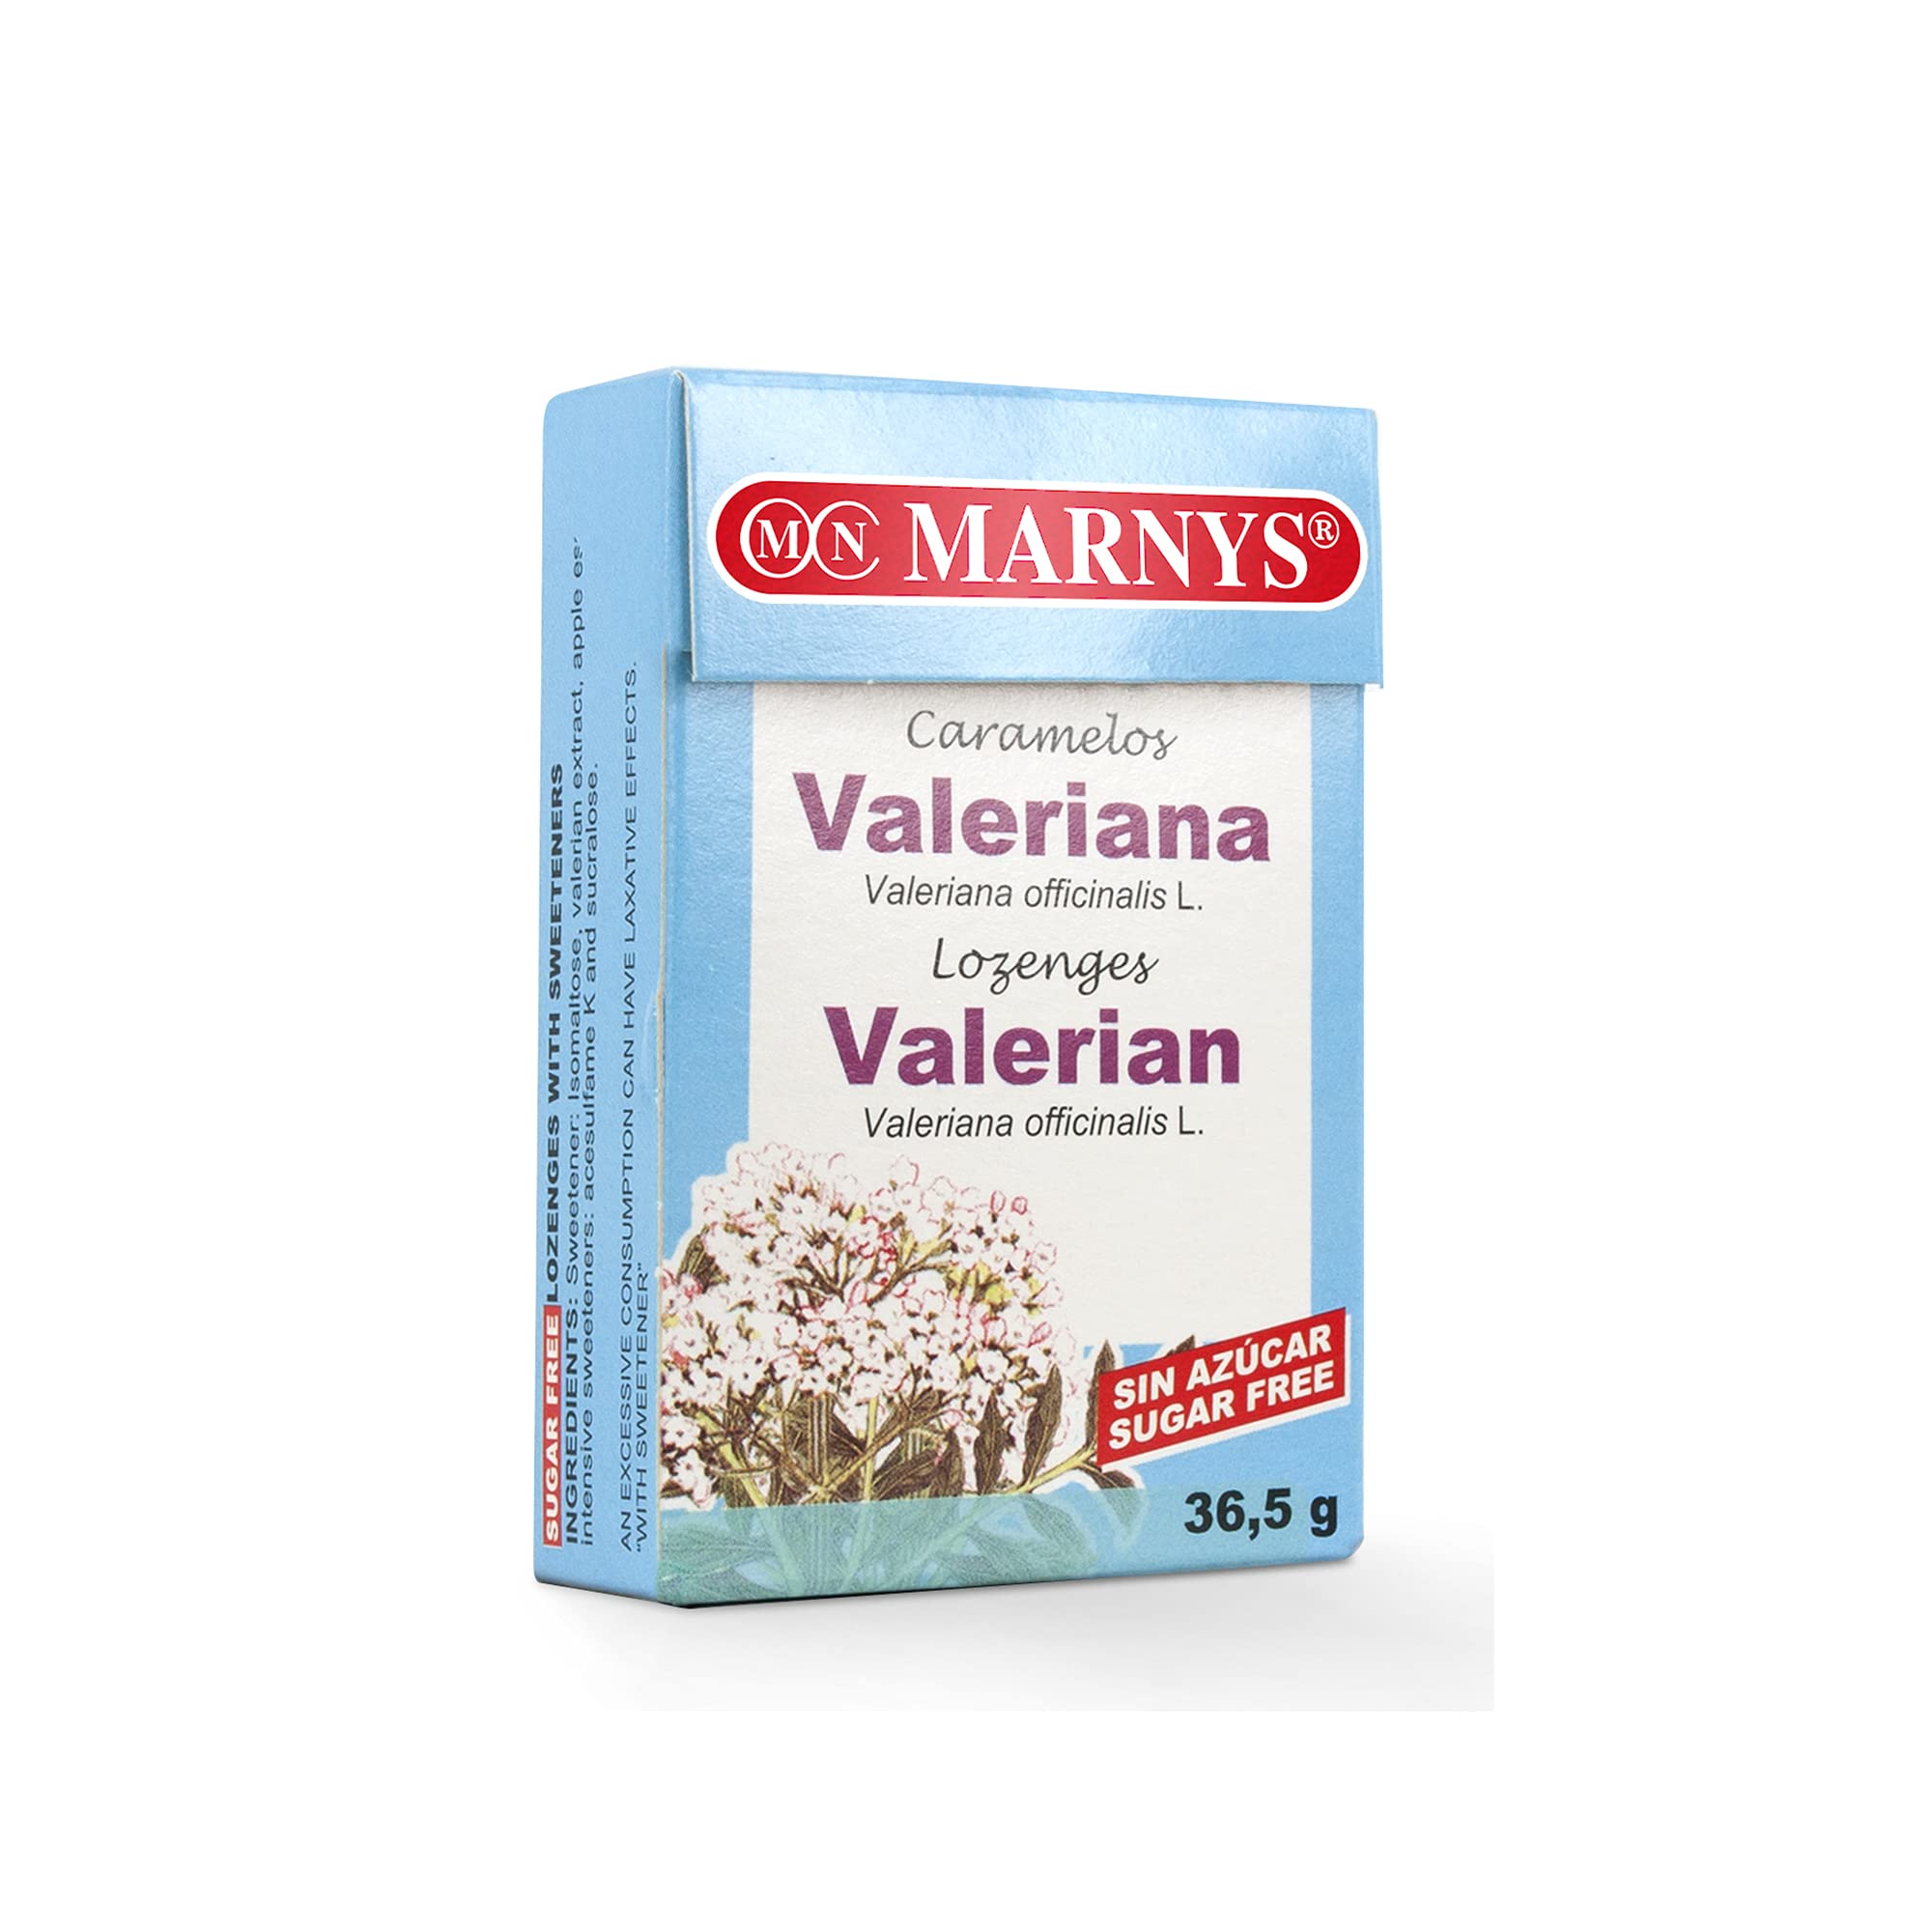 MN MARNYS®
Caramelos
Valeriana
Valeriana officinalis L.
Lozenges
Valerian
Valeriana officinalis L.
SIN AZÚCAR
SUGAR FREE
36,5 g
SUGAR FREE LOZENGES WITH SWEETENERS
INGREDIENTS: Sweetener: Isomaltose, valerian extract, apple
intensive sweeteners: acesulfame K and sucralose.
AN EXCESSIVE CONSUMPTION CAN HAVE LAXATIVE EFFECTS.
"WITH SWEETENER"